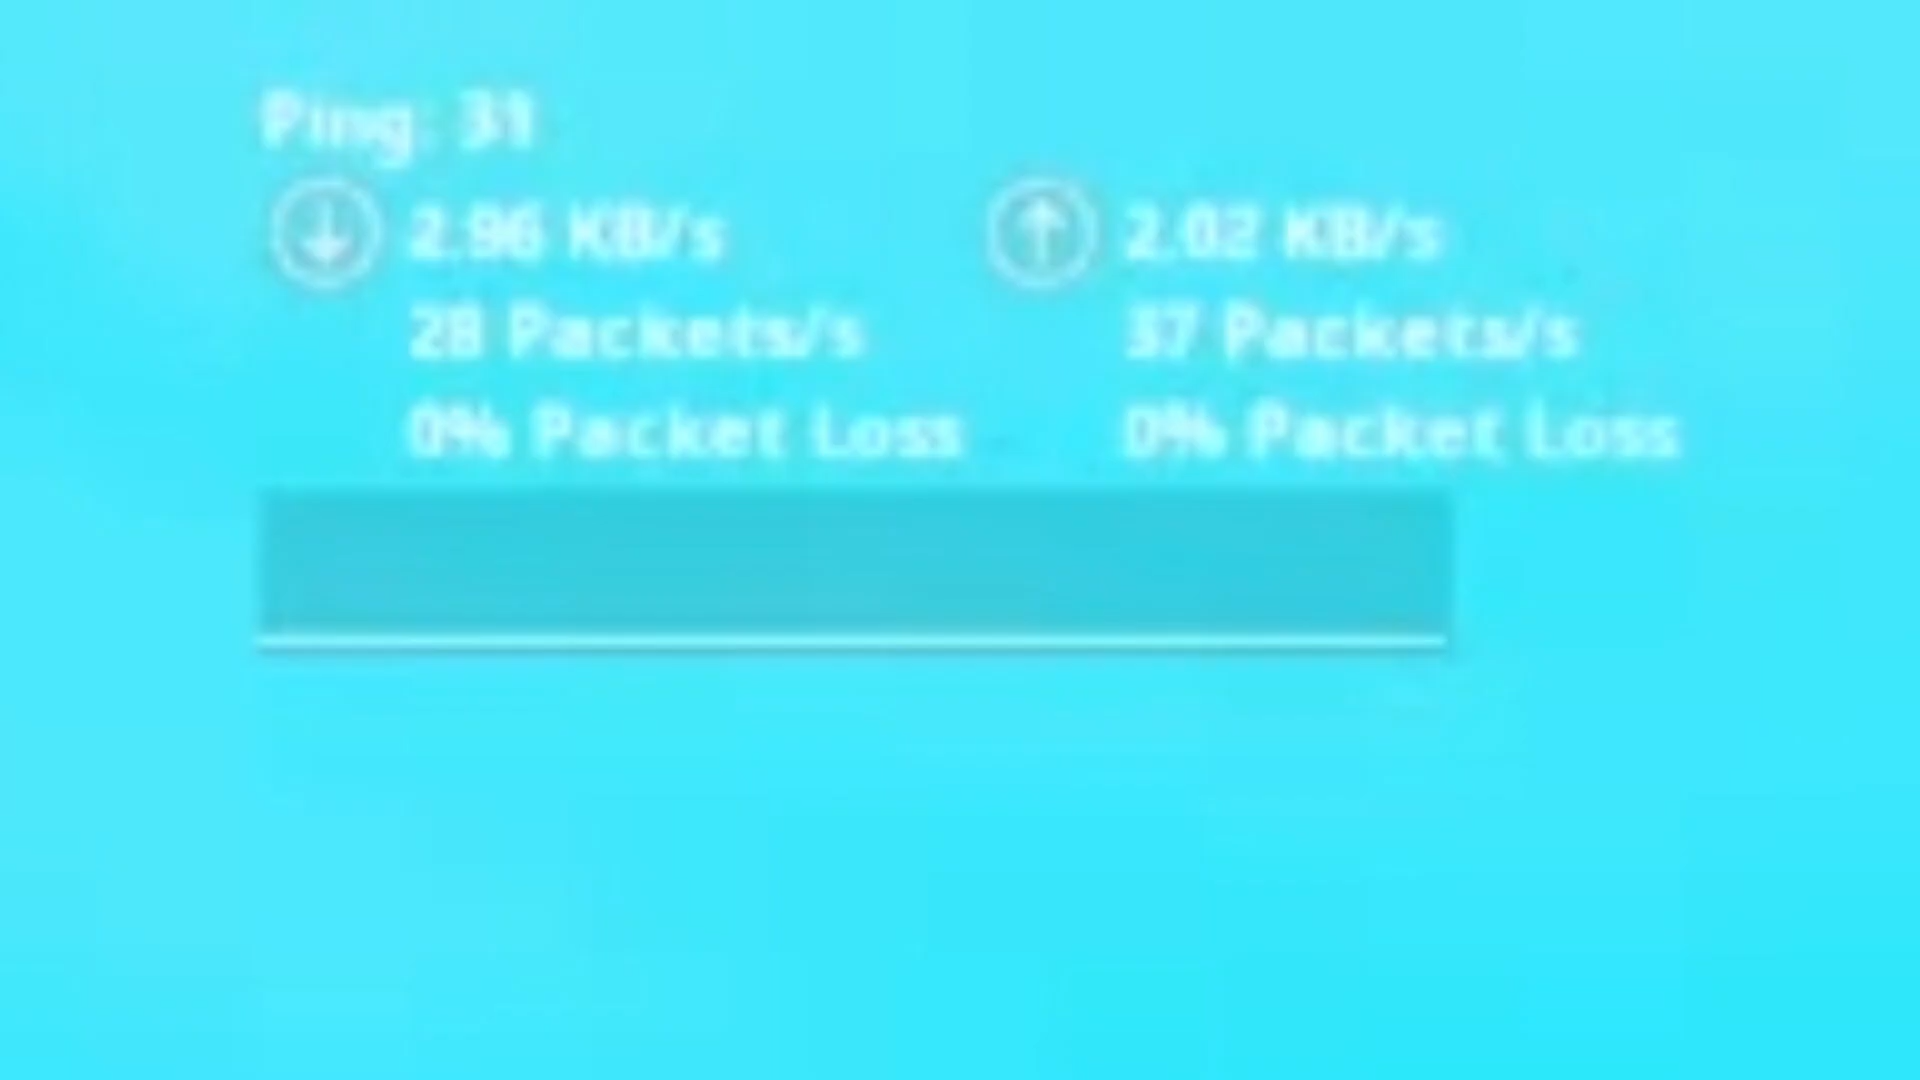 Ping: 31
2.96 KB/s 2.02 KB/s
28 Packets/s 37 Packets/s
0% Packet Loss 0% Packet Loss